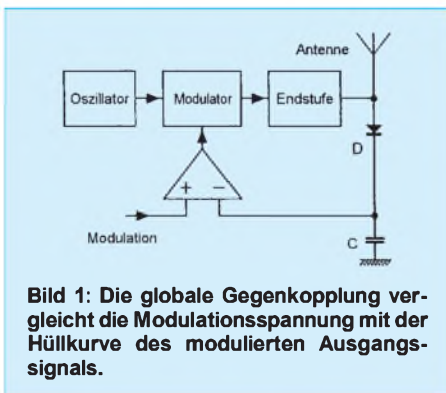 Antenne
Oszillator
Modulator
Endstufe
D
+ −
Modulation
C
Bild 1: Die globale Gegenkopplung ver-
gleicht die Modulationsspannung mit der
Hüllkurve des modulierten Ausgangs-
signals.